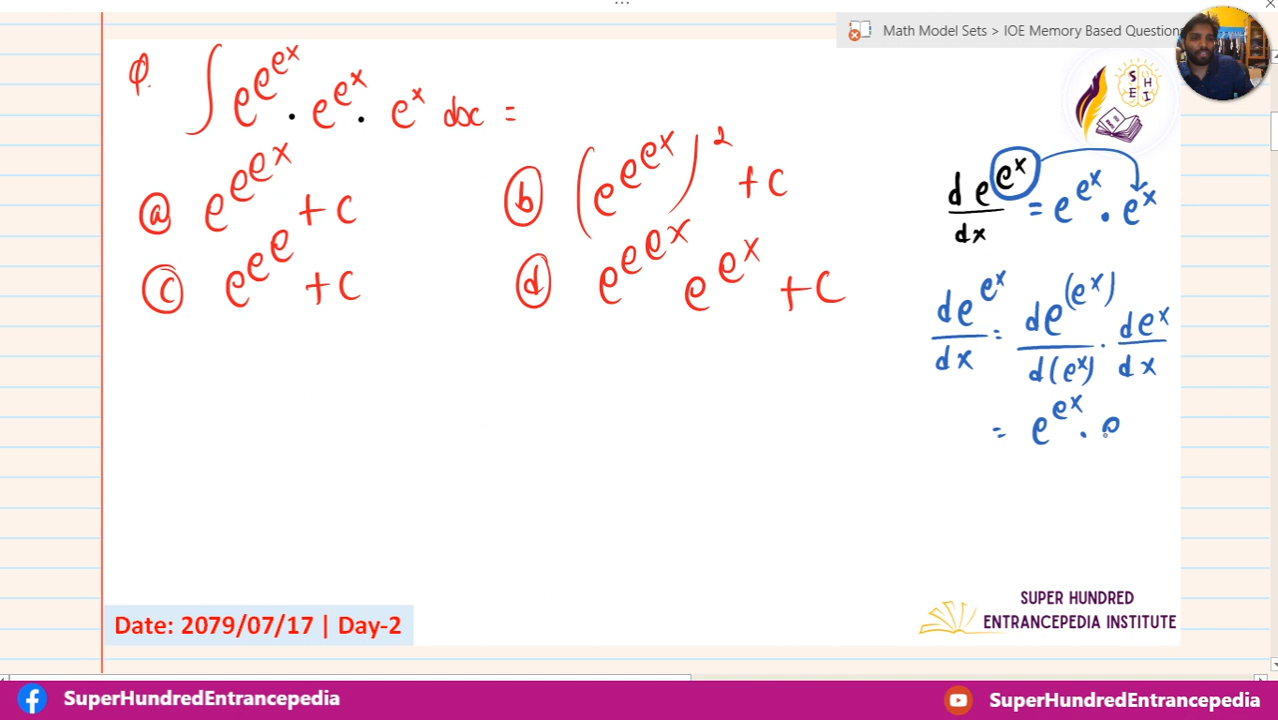 Math Model Sets > IOE Memory Based Question
Q. ∫ e^{e^{e^x}} · e^{e^x} · e^x dx =
ⓐ e^{e^{e^x}} + c
ⓑ (e^{e^{e^x}})^2 + c
ⓒ e^{e^e} + c
ⓓ e^{e^{e^x}} e^{e^x} + c
S H
E I
d e^{e^x} / dx = e^{e^x} · e^x
d e^{e^x} / dx = d e^{(e^x)} / d(e^x) · d e^x / dx
= e^{e^x} · e
Date: 2079/07/17 | Day-2
SUPER HUNDRED
ENTRANCEPEDIA INSTITUTE
SuperHundredEntrancepedia
SuperHundredEntrancepedia